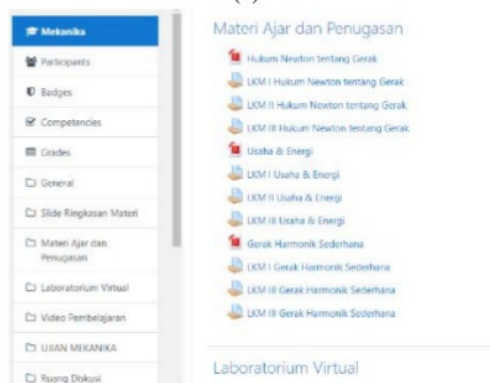 Mekanika
Participants
Badges
Competencies
Grades
General
Slide Ringkasan Materi
Materi Ajar dan
Penugasan
Laboratorium Virtual
Video Pembelajaran
UJIAN MEKANIKA
Ruang Diskusi
Materi Ajar dan Penugasan
Hukum Newton tentang Gerak
LKM I Hukum Newton tentang Gerak
LKM II Hukum Newton tentang Gerak
LKM III Hukum Newton tentang Gerak
Usaha & Energi
LKM I Usaha & Energi
LKM II Usaha & Energi
LKM III Usaha & Energi
Gerak Harmonik Sederhana
LKM I Gerak Harmonik Sederhana
LKM III Gerak Harmonik Sederhana
LKM III Gerak Harmonik Sederhana
Laboratorium Virtual